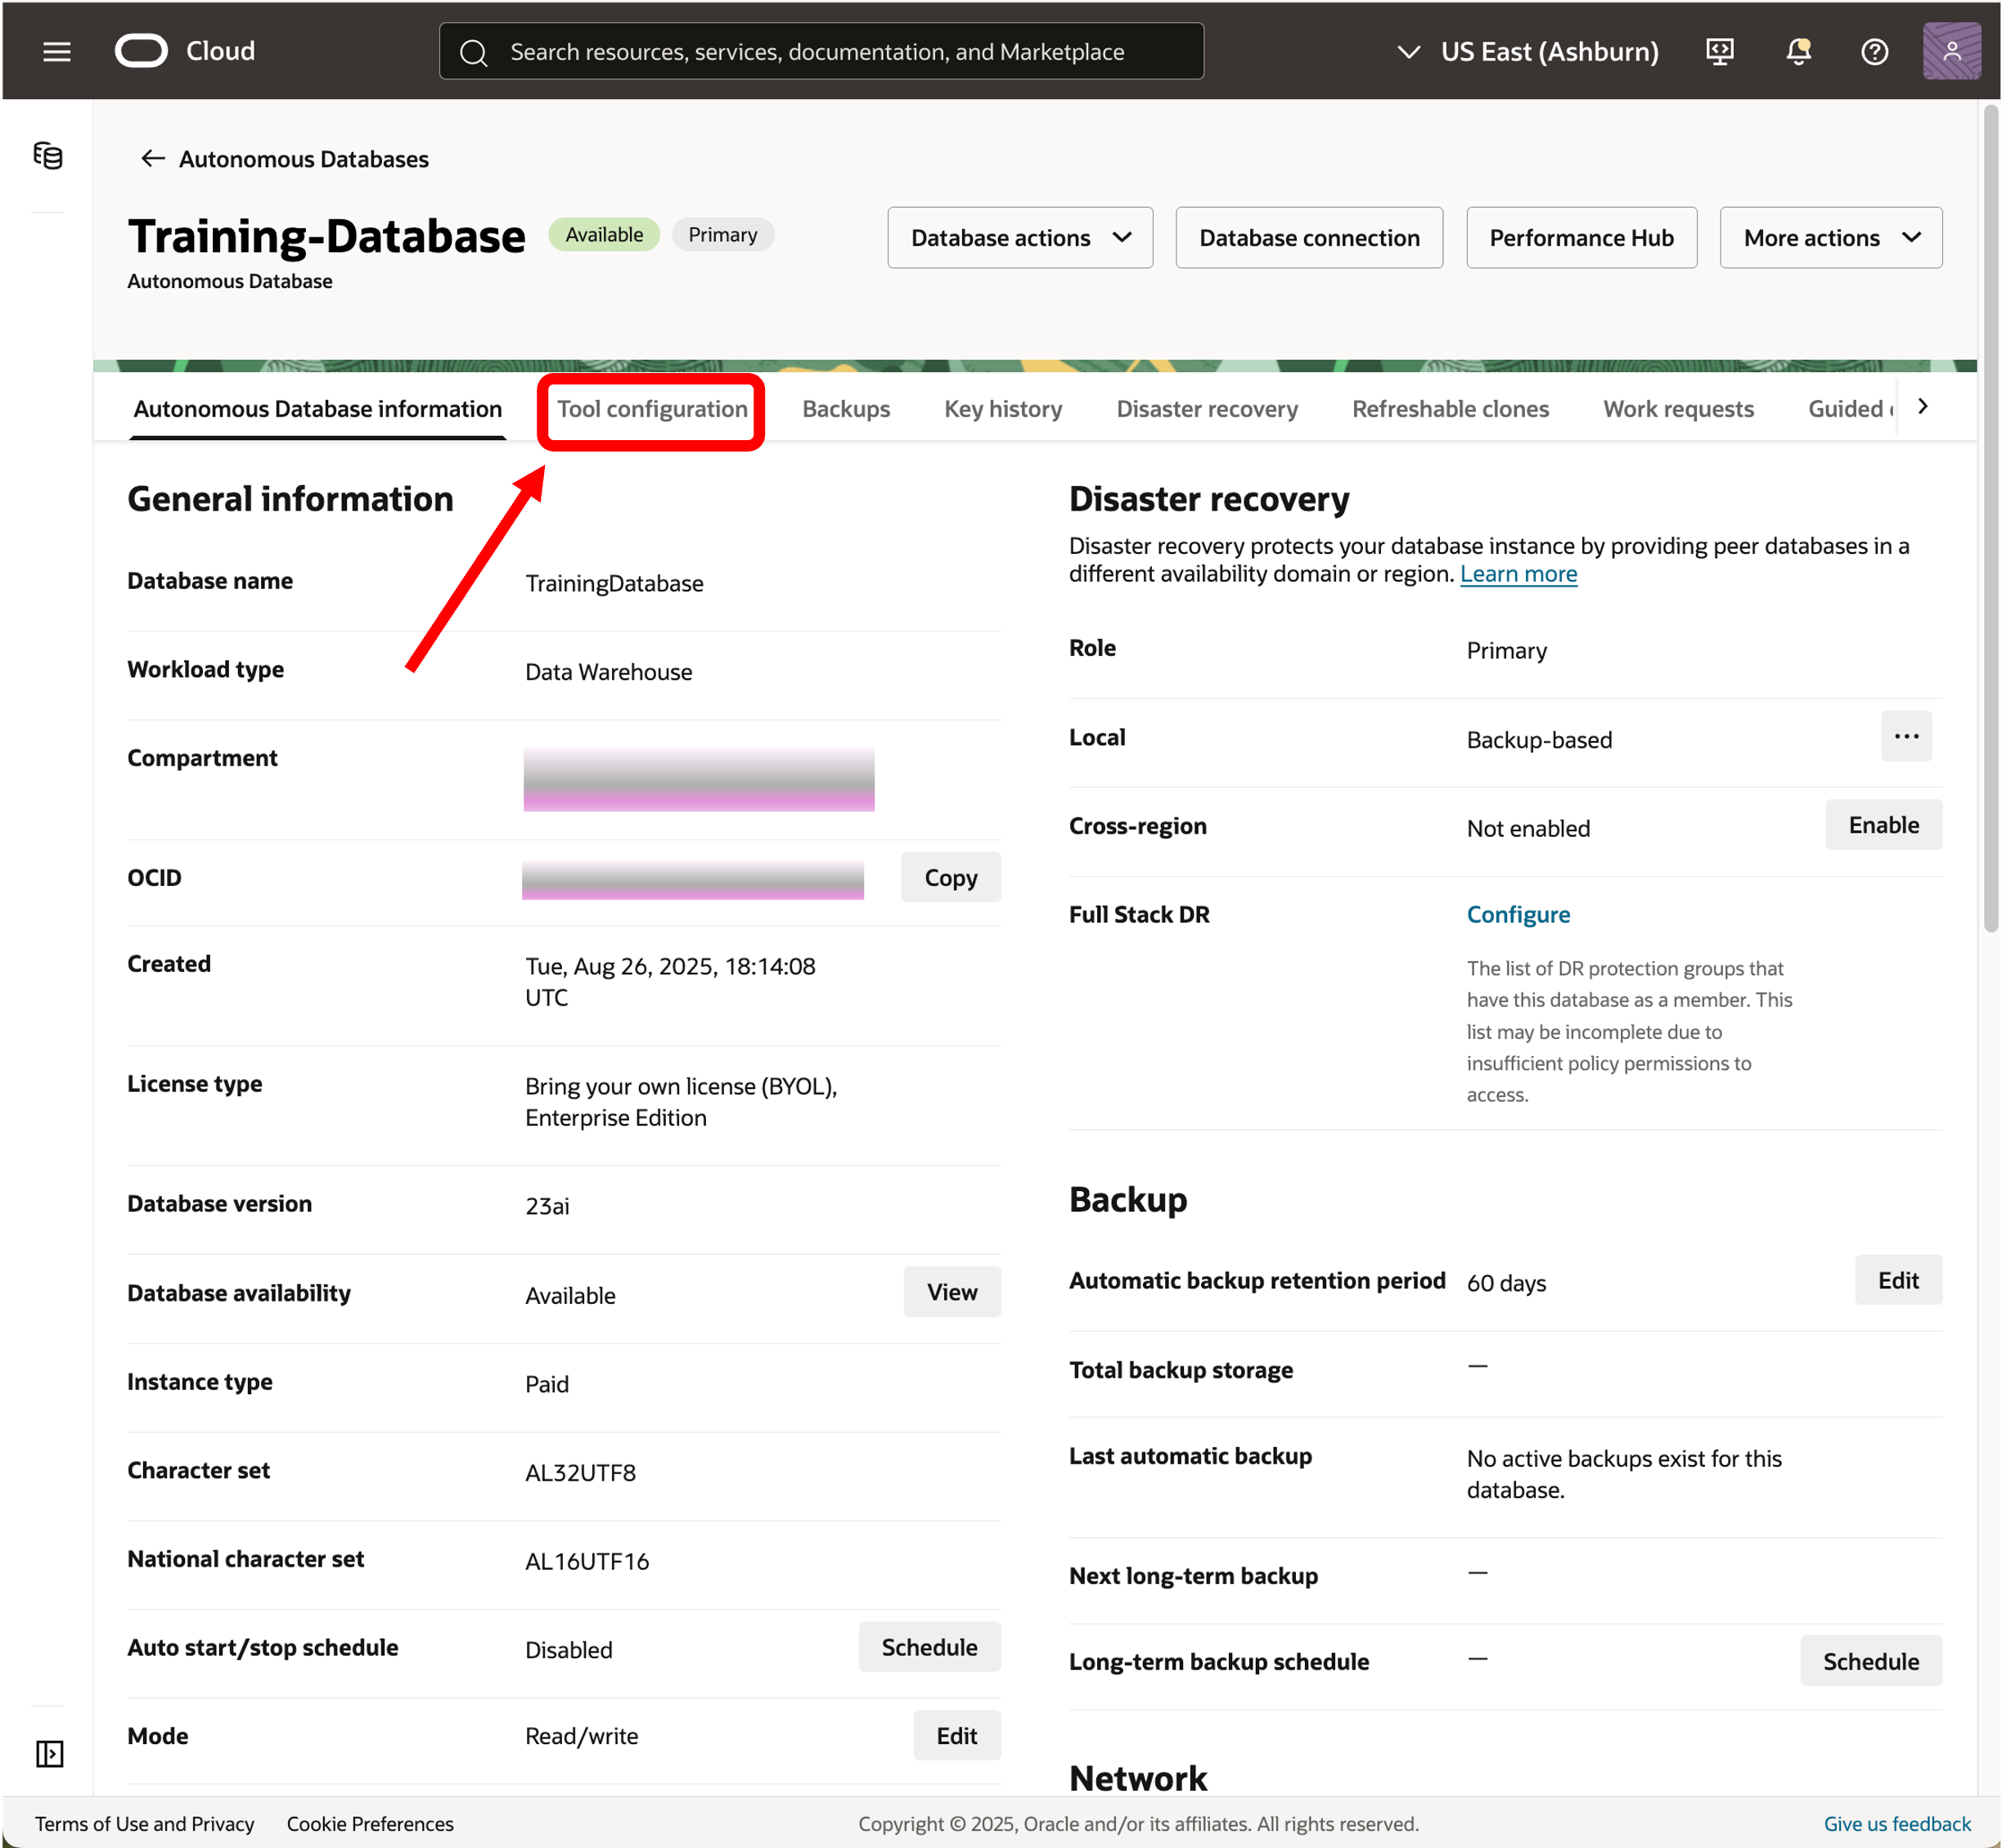 Cloud
Search resources, services, documentation, and Marketplace
US East (Ashburn)
Autonomous Databases
Training-Database
Available
Primary
Autonomous Database
Database actions
Database connection
Performance Hub
More actions
Autonomous Database information
Tool configuration
Backups
Key history
Disaster recovery
Refreshable clones
Work requests
Guided
General information
Database name
TrainingDatabase
Workload type
Data Warehouse
Compartment
OCID
Copy
Created
Tue, Aug 26, 2025, 18:14:08
UTC
License type
Bring your own license (BYOL),
Enterprise Edition
Database version
23ai
Database availability
Available
View
Instance type
Paid
Character set
AL32UTF8
National character set
AL16UTF16
Auto start/stop schedule
Disabled
Schedule
Mode
Read/write
Edit
Disaster recovery
Disaster recovery protects your database instance by providing peer databases in a
different availability domain or region. Learn more
Role
Primary
Local
Backup-based
Cross-region
Not enabled
Enable
Full Stack DR
Configure
The list of DR protection groups that
have this database as a member. This
list may be incomplete due to
insufficient policy permissions to
access.
Backup
Automatic backup retention period
60 days
Edit
Total backup storage
—
Last automatic backup
No active backups exist for this
database.
Next long-term backup
—
Long-term backup schedule
—
Schedule
Network
Terms of Use and Privacy
Cookie Preferences
Copyright © 2025, Oracle and/or its affiliates. All rights reserved.
Give us feedback